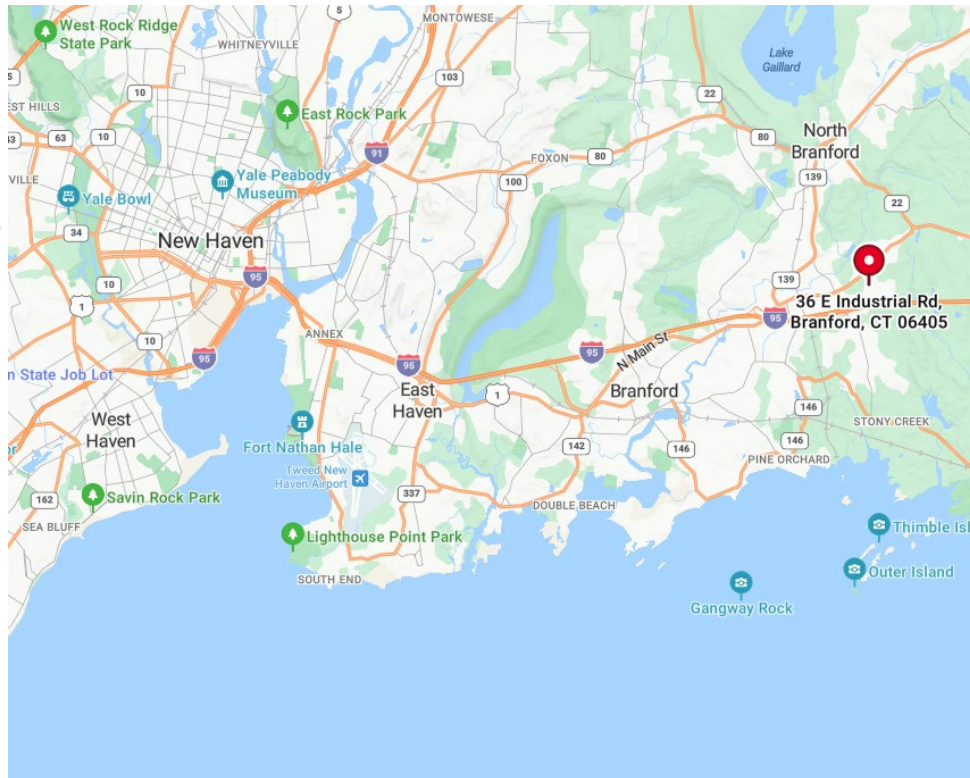 West Rock Ridge
State Park
MONTOWESE
WHITNEYVILLE
5
15
10
103
Lake
Gaillard
EST HILLS
10
22
East Rock Park
63
10
91
FOXON
80
80
North
Branford
VILLE
Yale Peabody
Museum
139
100
Yale Bowl
22
34
New Haven
95
139
10
1
36 E Industrial Rd,
Branford, CT 06405
95
ANNEX
N Main St
10
95
95
95
n State Job Lot
East
Haven
1
Branford
146
West
Haven
Fort Nathan Hale
142
146
STONY CREEK
PINE ORCHARD
Tweed New
Haven Airport
162
Savin Rock Park
337
DOUBLE BEACH
SEA BLUFF
Lighthouse Point Park
Thimble Isl
SOUTH END
Outer Island
Gangway Rock